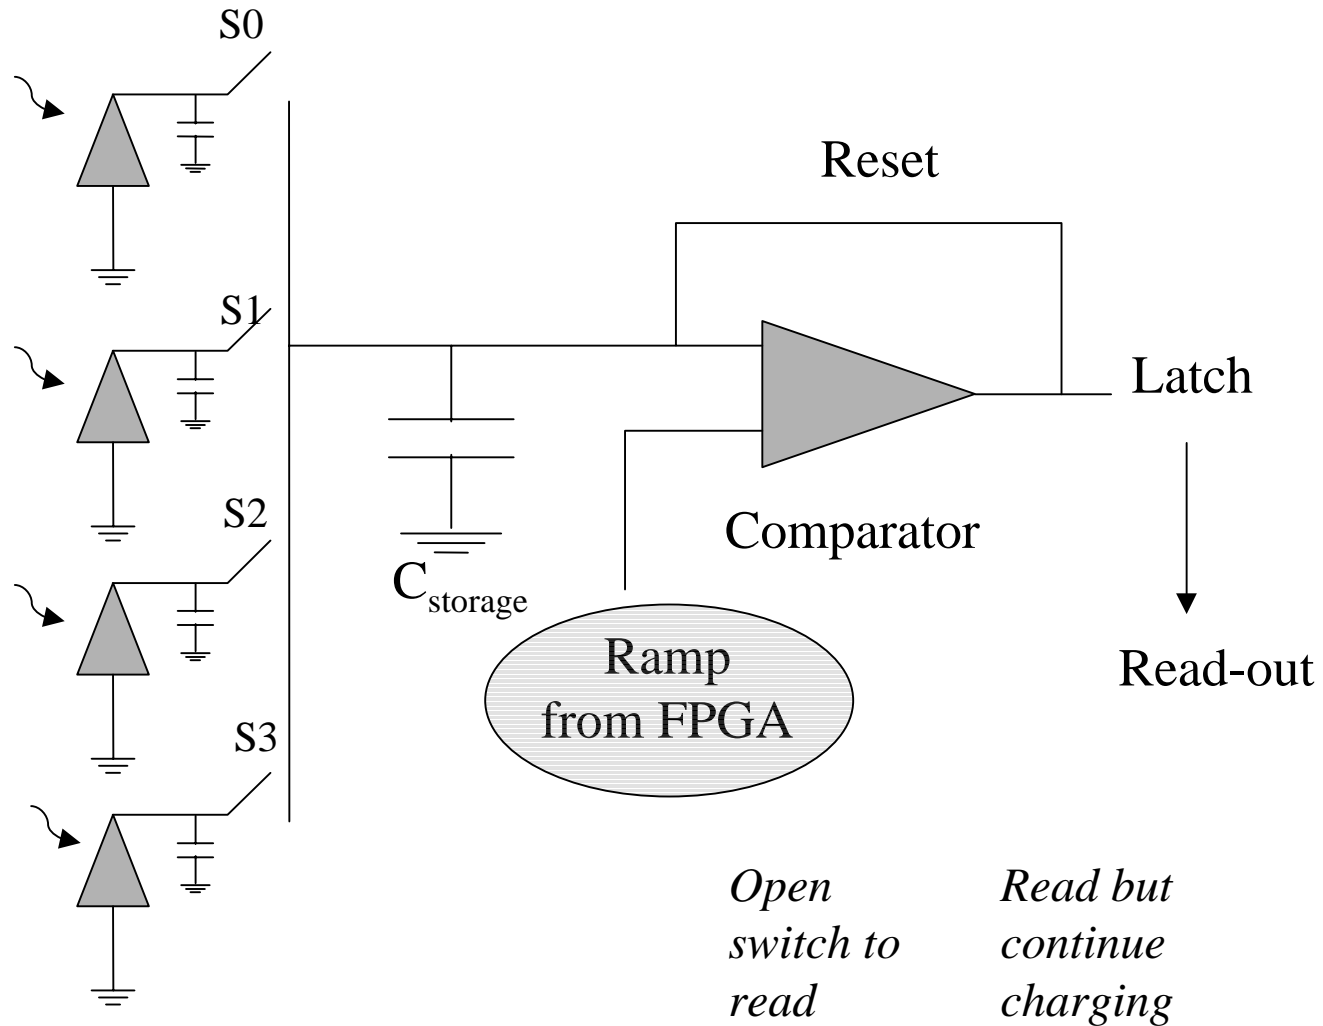 S0
Reset
S1
Latch
S2
Comparator
C_storage
Ramp
from FPGA
Read-out
S3
Open
switch to
read
Read but
continue
charging